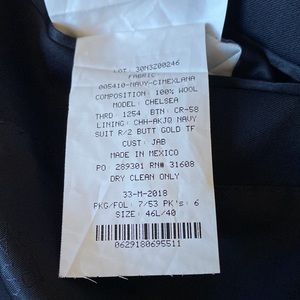 LOT: 30N3Z00246
FABRIC
005410-NAVY-CIMEXLANA
COMPOSITION: 100% WOOL
MODEL: CHELSEA
THRD: 1254 BTN: CR-58
LINING: CHH-AKJO NAVY
SUIT R/2 BUTT GOLD TF
CUST: JAB
MADE IN MEXICO
PO 289301 RN# 31608
DRY CLEAN ONLY
33-M-2018
PKG/FOL: 7/53 PK's: 6
SIZE: 46L/40
0629180695511